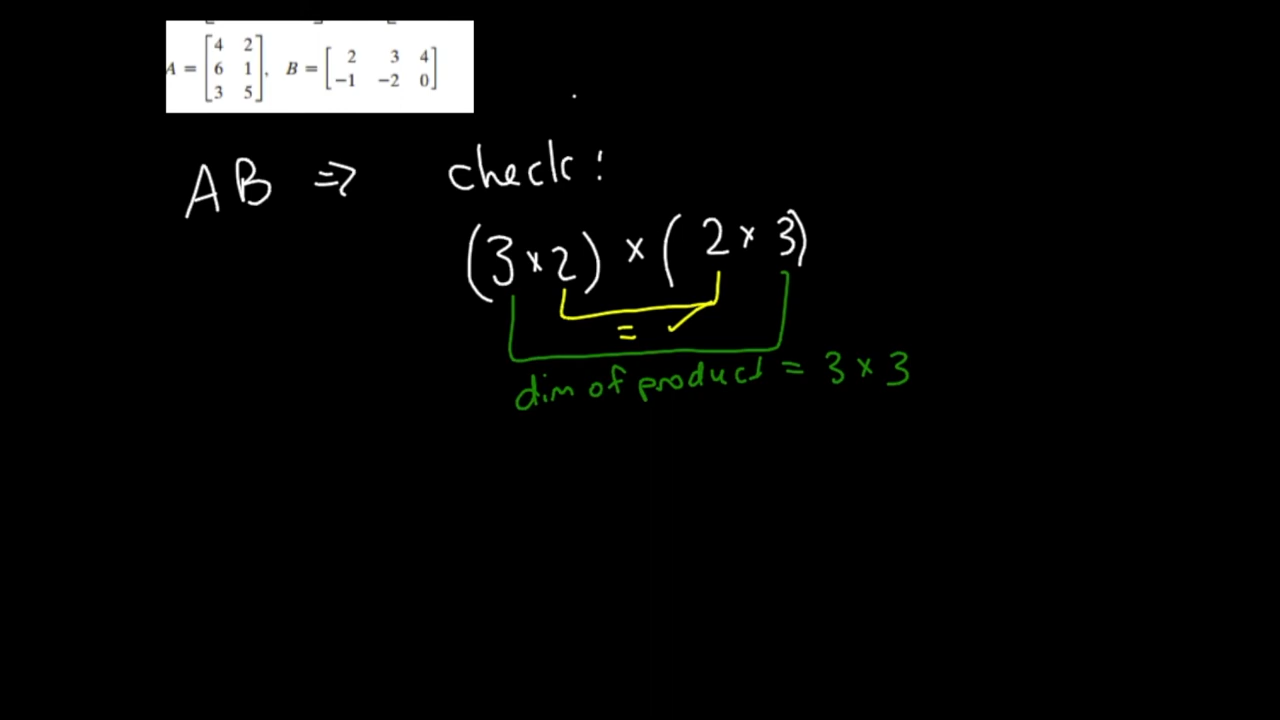 A = [4 2; 6 1; 3 5], B = [2 3 4; −1 −2 0]
AB ⇒ check:
(3 × 2) × (2 × 3)
= ✓
dim of product = 3 × 3